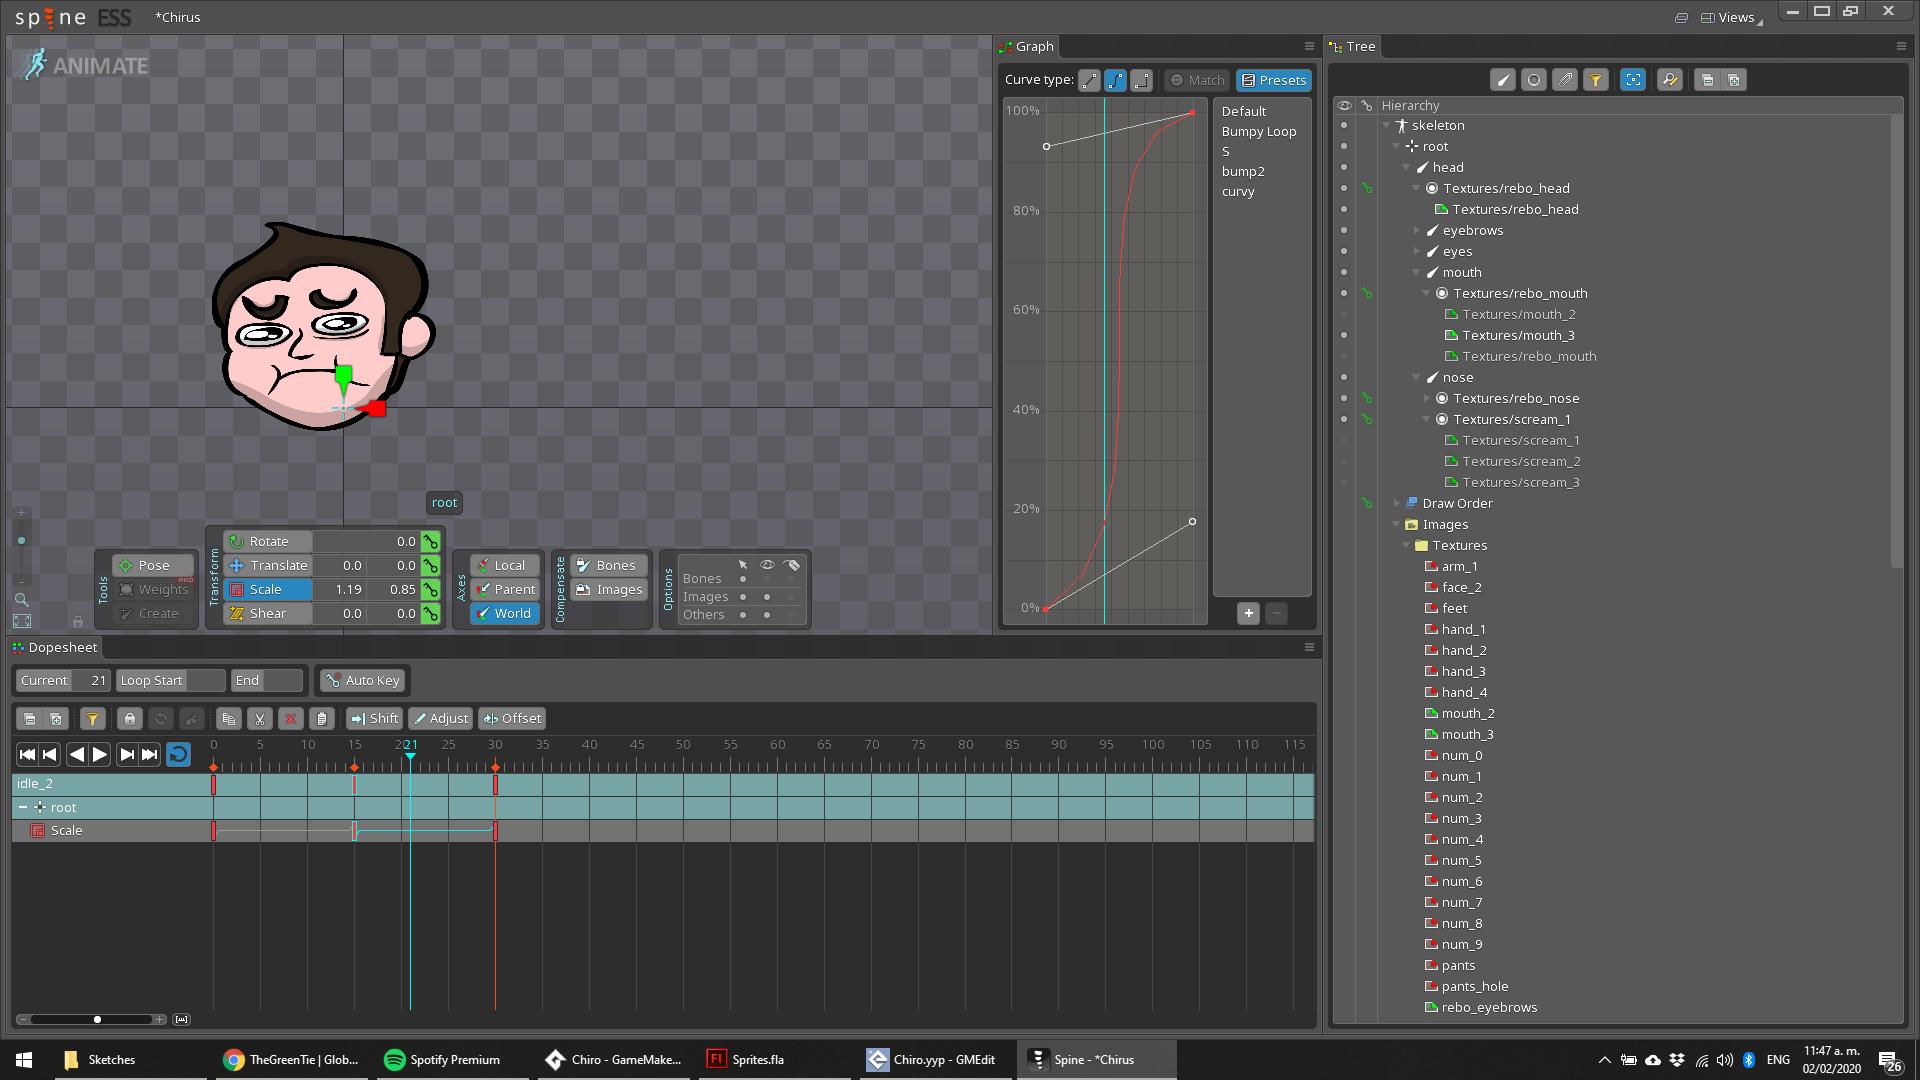 spine ESS *Chirus Views
ANIMATE
root
Tools
Pose
Weights PRO
Create
Transform
Rotate 0.0
Translate 0.0 0.0
Scale 1.19 0.85
Shear 0.0 0.0
Axes
Local
Parent
World
Compensate
Bones
Images
Options
Bones
Images
Others
Graph
Curve type: Match Presets
100%
80%
60%
40%
20%
0%
Default
Bumpy Loop
S
bump2
curvy
+ −
Tree
Hierarchy
skeleton
root
head
Textures/rebo_head
Textures/rebo_head
eyebrows
eyes
mouth
Textures/rebo_mouth
Textures/mouth_2
Textures/mouth_3
Textures/rebo_mouth
nose
Textures/rebo_nose
Textures/scream_1
Textures/scream_1
Textures/scream_2
Textures/scream_3
Draw Order
Images
Textures
arm_1
face_2
feet
hand_1
hand_2
hand_3
hand_4
mouth_2
mouth_3
num_0
num_1
num_2
num_3
num_4
num_5
num_6
num_7
num_8
num_9
pants
pants_hole
rebo_eyebrows
Dopesheet
Current 21 Loop Start End Auto Key
Shift Adjust Offset
0 5 10 15 21 25 30 35 40 45 50 55 60 65 70 75 80 85 90 95 100 105 110 115
idle_2
root
Scale
Sketches TheGreenTie | Glob... Spotify Premium Chiro - GameMake... Sprites.fla Chiro.yyp - GMEdit Spine - *Chirus ENG 11:47 a. m.
02/02/2020
26